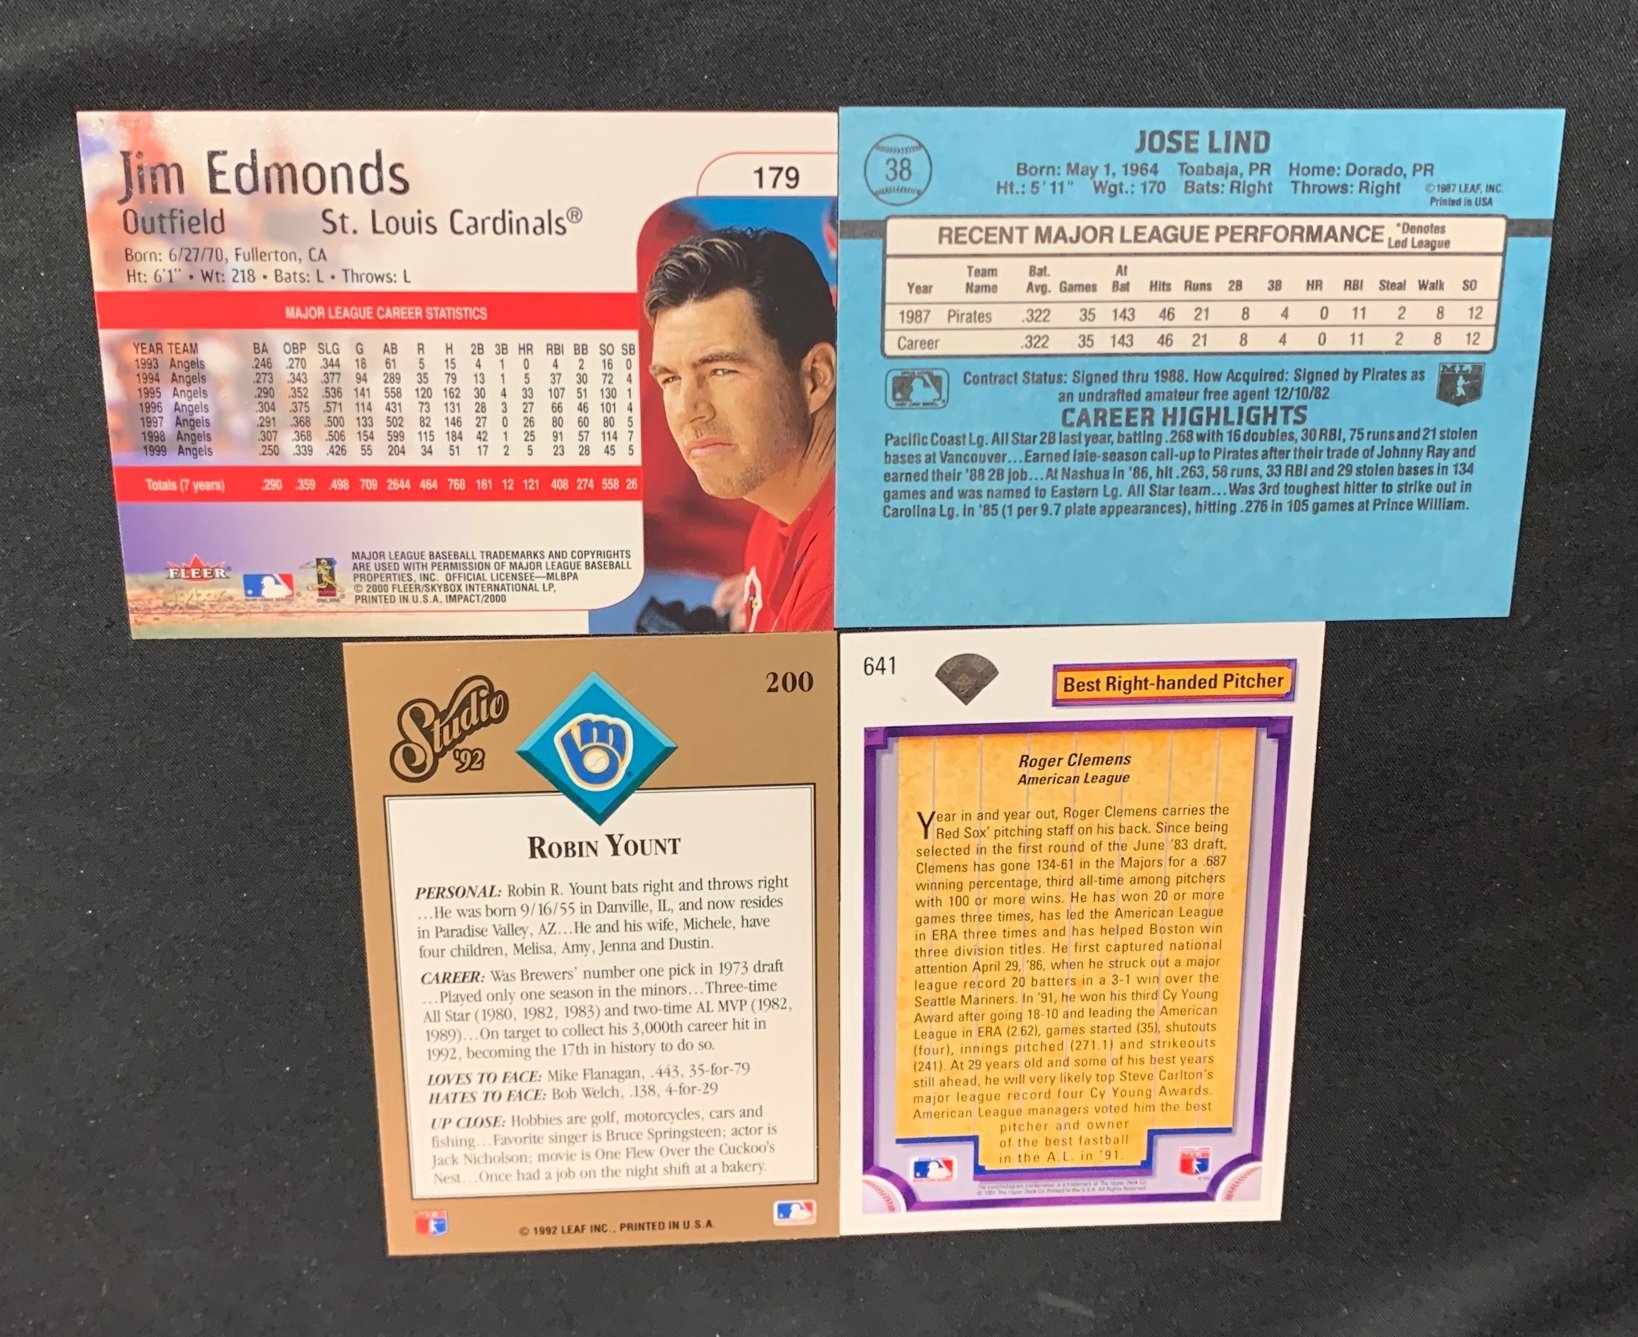 Jim Edmonds
179
Outfield St. Louis Cardinals®
Born: 6/27/70, Fullerton, CA
Ht: 6'1" • Wt: 218 • Bats: L • Throws: L
MAJOR LEAGUE CAREER STATISTICS
YEAR TEAM BA OBP SLG G AB R H 2B 3B HR RBI BB SO SB
1993 Angels .246 .270 .344 18 61 5 15 4 1 0 4 2 16 0
1994 Angels .273 .343 .377 94 289 35 79 13 1 5 37 30 72 4
1995 Angels .290 .352 .536 141 558 120 162 30 4 33 107 51 130 1
1996 Angels .304 .375 .571 114 431 73 131 28 3 27 66 46 101 4
1997 Angels .291 .368 .500 133 502 82 146 27 0 26 80 60 80 5
1998 Angels .307 .368 .506 154 599 115 184 42 1 25 91 57 114 7
1999 Angels .250 .339 .426 55 204 34 51 17 2 5 23 28 45 5
Totals (7 years) .290 .359 .498 709 2644 464 768 161 12 121 408 274 558 26
FLEER
MAJOR LEAGUE BASEBALL TRADEMARKS AND COPYRIGHTS
ARE USED WITH PERMISSION OF MAJOR LEAGUE BASEBALL
PROPERTIES, INC. OFFICIAL LICENSEE—MLBPA
© 2000 FLEER/SKYBOX INTERNATIONAL LP,
PRINTED IN U.S.A. IMPACT/2000
38
JOSE LIND
Born: May 1, 1964 Toabaja, PR Home: Dorado, PR
Ht.: 5' 11" Wgt.: 170 Bats: Right Throws: Right
©1987 LEAF, INC.
Printed in USA
RECENT MAJOR LEAGUE PERFORMANCE
*Denotes
Led League
Year Team Name Bat. Avg. Games At Bat Hits Runs 2B 3B HR RBI Steal Walk SO
1987 Pirates .322 35 143 46 21 8 4 0 11 2 8 12
Career .322 35 143 46 21 8 4 0 11 2 8 12
MLB
Contract Status: Signed thru 1988. How Acquired: Signed by Pirates as
an undrafted amateur free agent 12/10/82
CAREER HIGHLIGHTS
Pacific Coast Lg. All Star 2B last year, batting .268 with 16 doubles, 30 RBI, 75 runs and 21 stolen
bases at Vancouver...Earned late-season call-up to Pirates after their trade of Johnny Ray and
earned their '88 2B job...At Nashua in '86, hit .263, 58 runs, 33 RBI and 29 stolen bases in 134
games and was named to Eastern Lg. All Star team...Was 3rd toughest hitter to strike out in
Carolina Lg. in '85 (1 per 9.7 plate appearances), hitting .276 in 105 games at Prince William.
Studio
'92
200
ROBIN YOUNT
PERSONAL: Robin R. Yount bats right and throws right
...He was born 9/16/55 in Danville, IL, and now resides
in Paradise Valley, AZ...He and his wife, Michele, have
four children, Melisa, Amy, Jenna and Dustin.
CAREER: Was Brewers' number one pick in 1973 draft
...Played only one season in the minors...Three-time
All Star (1980, 1982, 1983) and two-time AL MVP (1982,
1989)...On target to collect his 3,000th career hit in
1992, becoming the 17th in history to do so.
LOVES TO FACE: Mike Flanagan, .443, 35-for-79
HATES TO FACE: Bob Welch, .138, 4-for-29
UP CLOSE: Hobbies are golf, motorcycles, cars and
fishing...Favorite singer is Bruce Springsteen; actor is
Jack Nicholson; movie is One Flew Over the Cuckoo's
Nest...Once had a job on the night shift at a bakery.
© 1992 LEAF INC., PRINTED IN U.S.A.
641
Best Right-handed Pitcher
Roger Clemens
American League
Year in and year out, Roger Clemens carries the
Red Sox' pitching staff on his back. Since being
selected in the first round of the June '83 draft,
Clemens has gone 134-61 in the Majors for a .687
winning percentage, third all-time among pitchers
with 100 or more wins. He has won 20 or more
games three times, has led the American League
in ERA three times and has helped Boston win
three division titles. He first captured national
attention April 29, '86, when he struck out a major
league record 20 batters in a 3-1 win over the
Seattle Mariners. In '91, he won his third Cy Young
Award after going 18-10 and leading the American
League in ERA (2.62), games started (35), shutouts
(four), innings pitched (271.1) and strikeouts
(241). At 29 years old and some of his best years
still ahead, he will very likely top Steve Carlton's
major league record four Cy Young Awards.
American League managers voted him the best
pitcher and owner
of the best fastball
in the A.L. in '91.